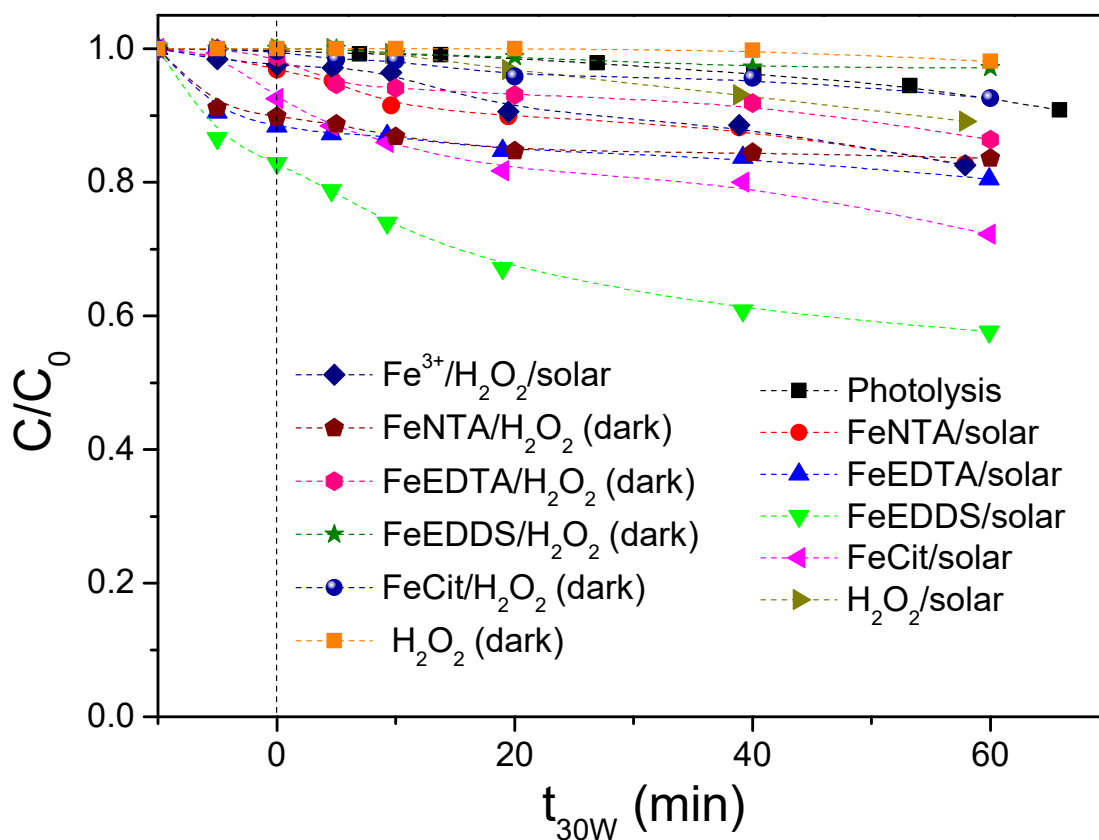 1.0
0.8
0.6
0.4
0.2
0.0
C/C₀
Fe³⁺/H₂O₂/solar
FeNTA/H₂O₂ (dark)
FeEDTA/H₂O₂ (dark)
FeEDDS/H₂O₂ (dark)
FeCit/H₂O₂ (dark)
H₂O₂ (dark)
Photolysis
FeNTA/solar
FeEDTA/solar
FeEDDS/solar
FeCit/solar
H₂O₂/solar
0 20 40 60
t₃₀W (min)